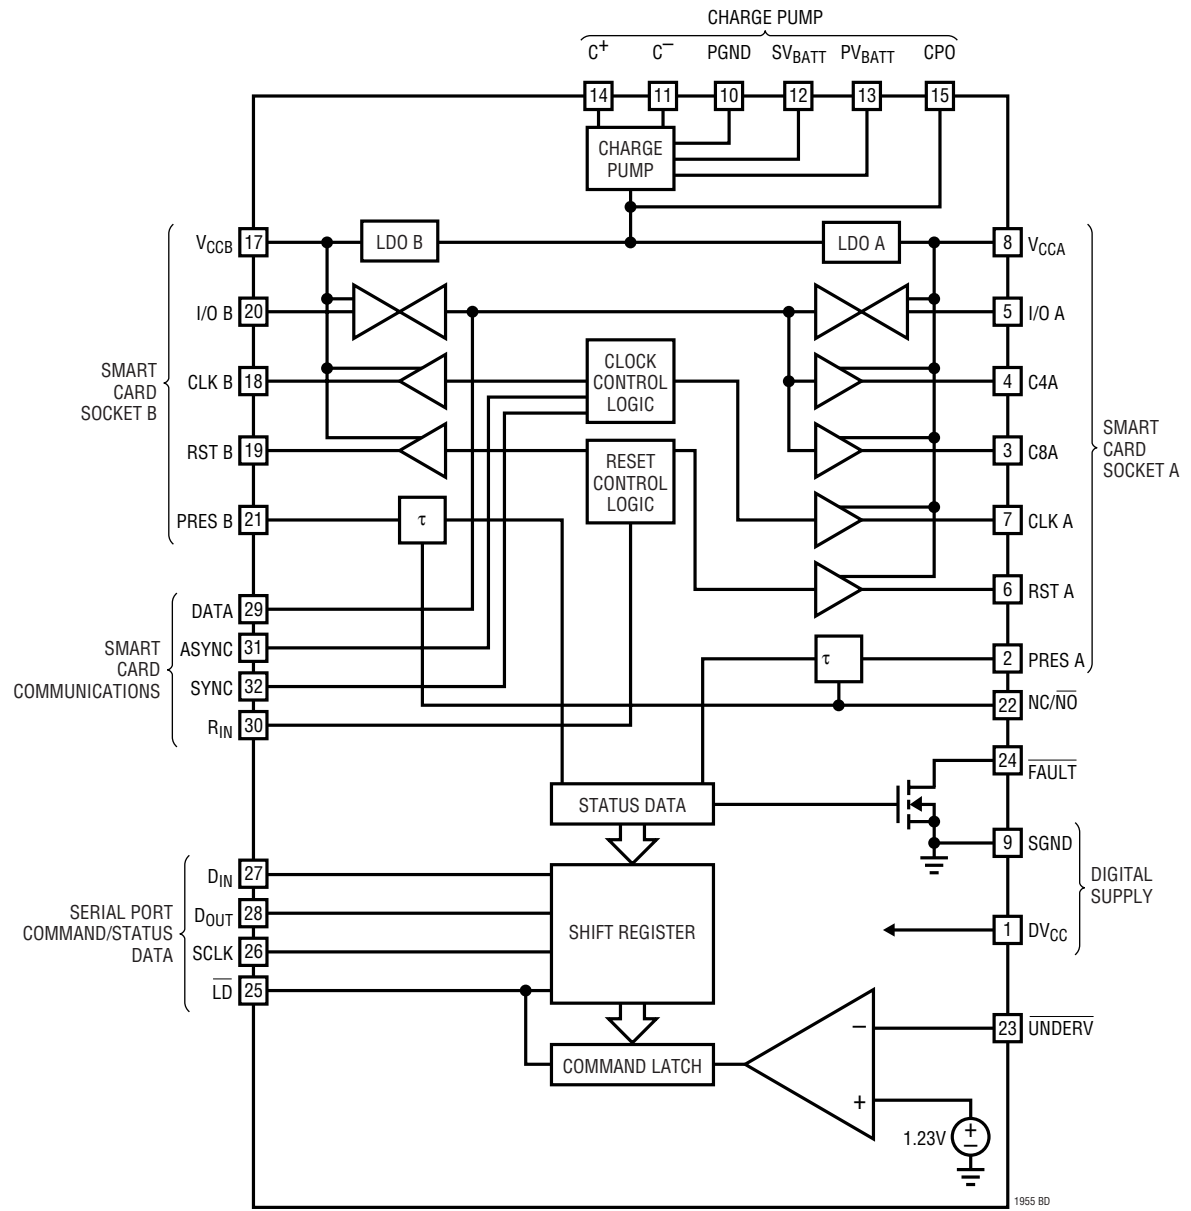 CHARGE PUMP
C+ C– PGND SVBATT PVBATT CPO
14 11 10 12 13 15
CHARGE
PUMP
VCCB 17 LDO B LDO A 8 VCCA
I/O B 20 5 I/O A
SMART
CARD
SOCKET B
CLK B 18
CLOCK
CONTROL
LOGIC
4 C4A
RST B 19
RESET
CONTROL
LOGIC
3 C8A
SMART
CARD
SOCKET A
PRES B 21 τ 7 CLK A
6 RST A
SMART
CARD
COMMUNICATIONS
DATA 29
ASYNC 31
SYNC 32
RIN 30
τ 2 PRES A
22 NC/N̅O̅
24 F̅A̅U̅L̅T̅
STATUS DATA
9 SGND
DIGITAL
SUPPLY
1 DVCC
SERIAL PORT
COMMAND/STATUS
DATA
DIN 27
DOUT 28
SCLK 26
L̅D̅ 25
SHIFT REGISTER
COMMAND LATCH
– 23 U̅N̅D̅E̅R̅V̅
+
1.23V + –
1955 BD